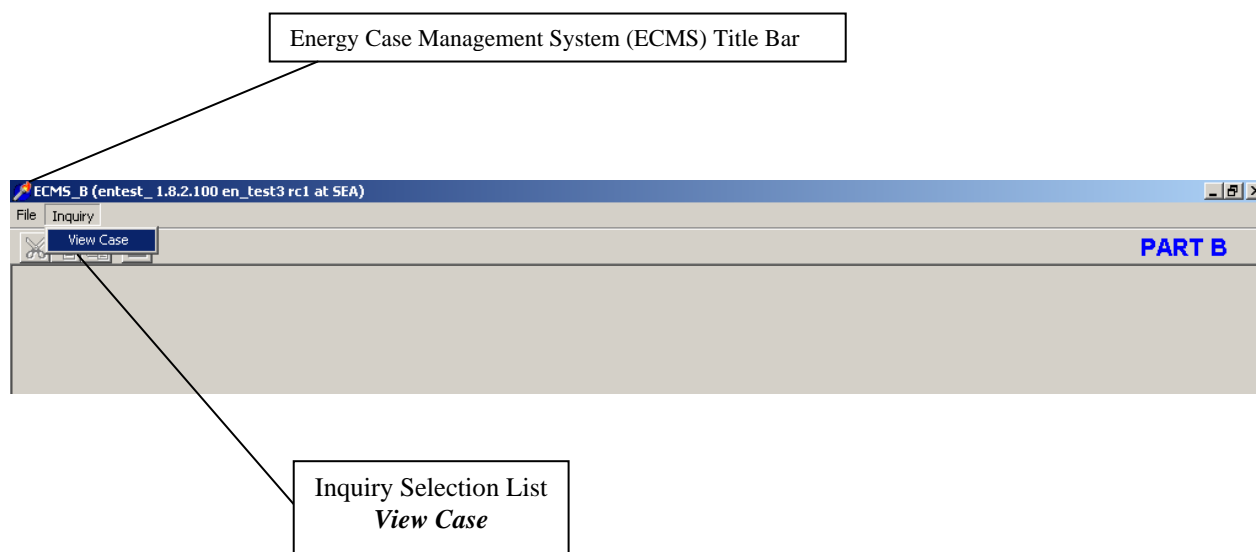 Energy Case Management System (ECMS) Title Bar
ECMS_B (entest_ 1.8.2.100 en_test3 rc1 at SEA)
File Inquiry
View Case
PART B
Inquiry Selection List
View Case